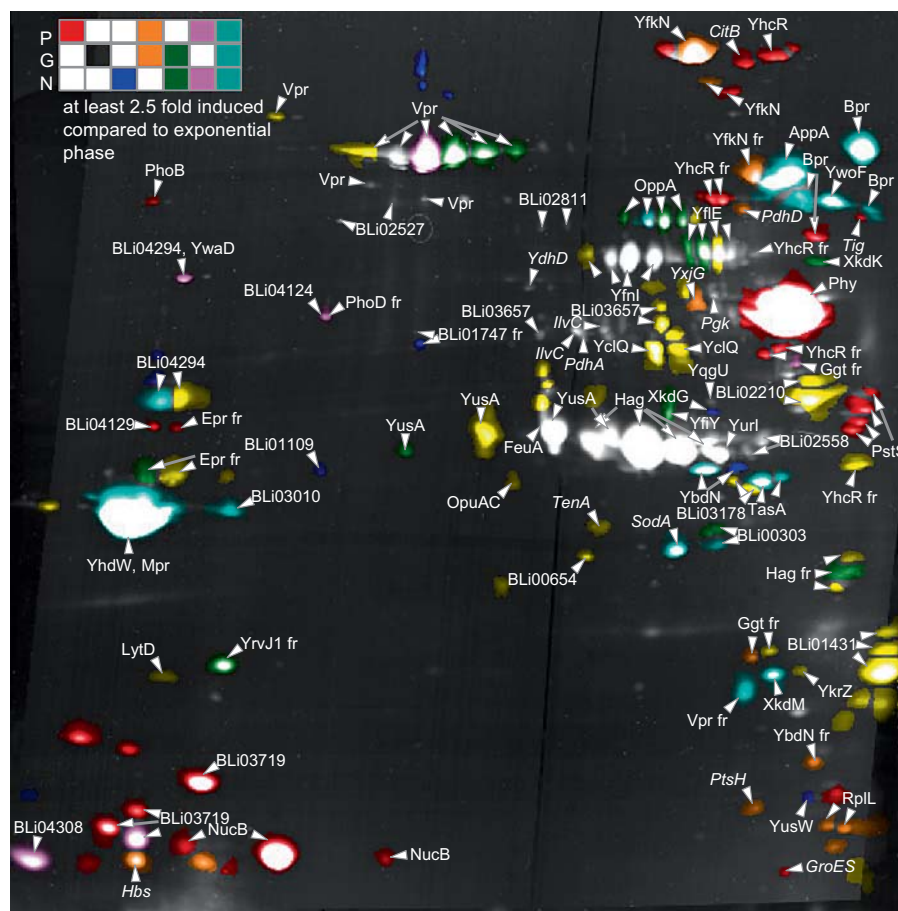 P
G
N
at least 2.5 fold induced
compared to exponential
phase
YfkN
CitB
YhcR
Vpr
Vpr
YfkN
Bpr
YfkN fr
AppA
Bpr
YwoF
PhoB
YhcR fr
Vpr
Vpr
OppA
BLi02811
Bpr
PdhD
YflE
BLi02527
Tig
YhcR fr
BLi04294, YwaD
YdhD
XkdK
YxjG
YfnI
BLi04124
PhoD fr
Phy
BLi03657
BLi03657
Pgk
IlvC
BLi01747 fr
IlvC
PdhA
YclQ
YclQ
YhcR fr
BLi04294
YqgU
Ggt fr
BLi02210
YusA
YusA
Hag
XkdG
BLi04129
Epr fr
YusA
YfiY
YurI
BLi02558
FeuA
PstS
BLi01109
Epr fr
YbdN
YhcR fr
BLi03010
OpuAC
BLi03178
TasA
TenA
SodA
BLi00303
YhdW, Mpr
BLi00654
Hag fr
LytD
YrvJ1 fr
Ggt fr
BLi01431
YkrZ
XkdM
Vpr fr
YbdN fr
BLi03719
PtsH
BLi03719
RplL
BLi04308
NucB
YusW
NucB
GroES
Hbs